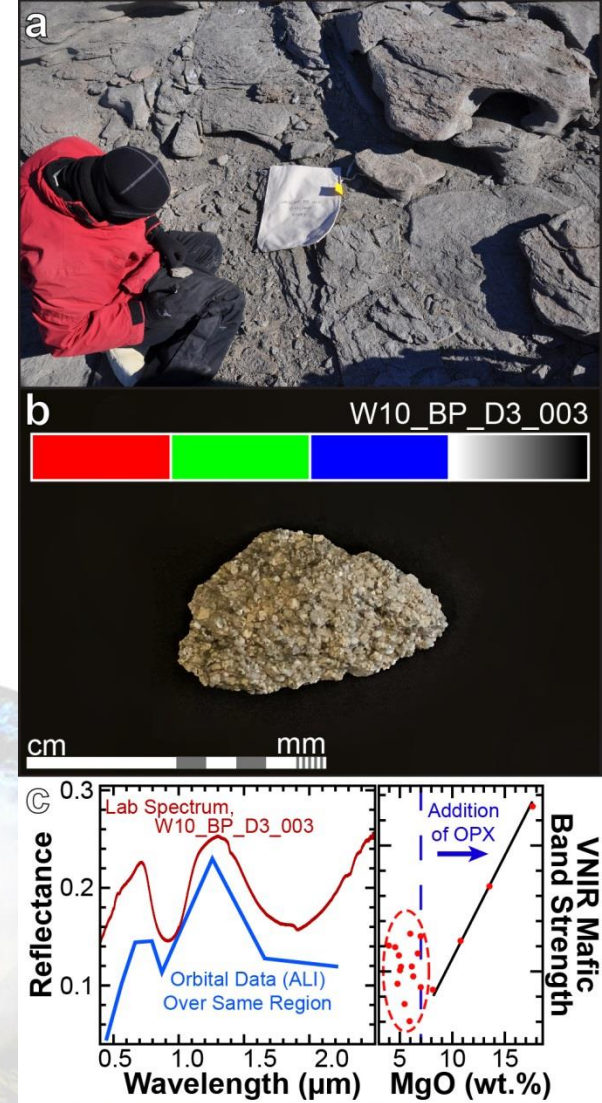 a
b
W10_BP_D3_003
cm
mm
c
0.3
0.2
0.1
Reflectance
Lab Spectrum,
W10_BP_D3_003
Orbital Data (ALI)
Over Same Region
0.5
1.0
1.5
2.0
Wavelength (µm)
Addition
of OPX
VNIR Mafic
Band Strength
5
10
15
MgO (wt.%)